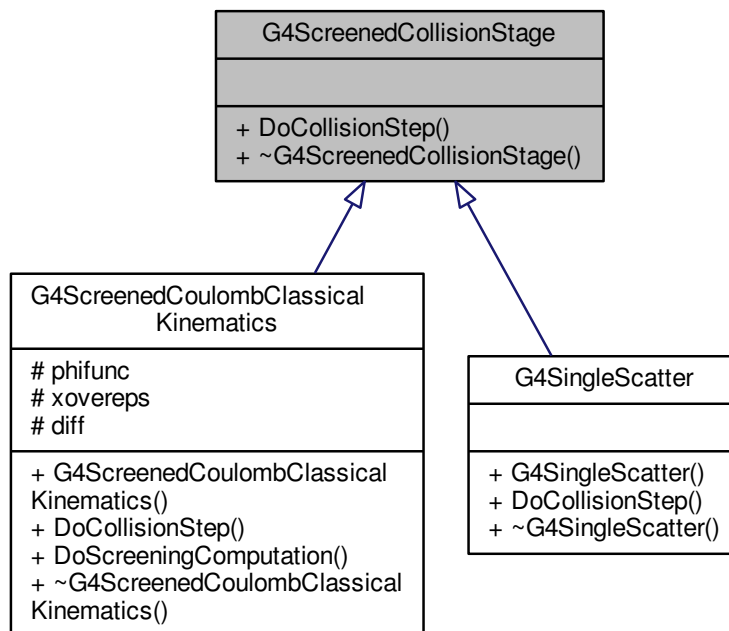 G4ScreenedCollisionStage
+ DoCollisionStep()
+ ~G4ScreenedCollisionStage()
G4ScreenedCoulombClassical
Kinematics
# phifunc
# xovereps
# diff
+ G4ScreenedCoulombClassical
Kinematics()
+ DoCollisionStep()
+ DoScreeningComputation()
+ ~G4ScreenedCoulombClassical
Kinematics()
G4SingleScatter
+ G4SingleScatter()
+ DoCollisionStep()
+ ~G4SingleScatter()